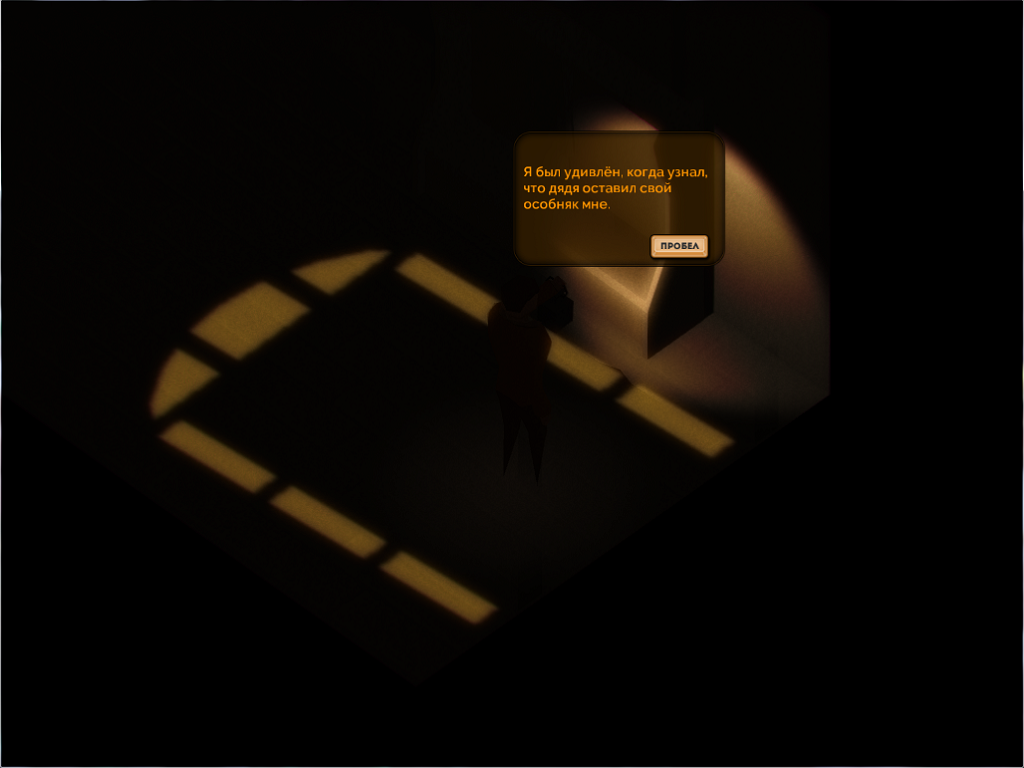 Я был удивлён, когда узнал,
что дядя оставил свой
особняк мне.
ПРОБЕЛ